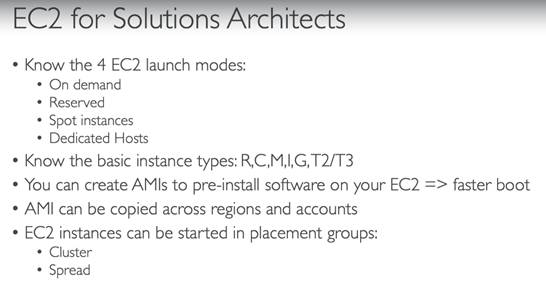 EC2 for Solutions Architects
• Know the 4 EC2 launch modes:
• On demand
• Reserved
• Spot instances
• Dedicated Hosts
• Know the basic instance types: R,C,M,I,G,T2/T3
• You can create AMIs to pre-install software on your EC2 => faster boot
• AMI can be copied across regions and accounts
• EC2 instances can be started in placement groups:
• Cluster
• Spread